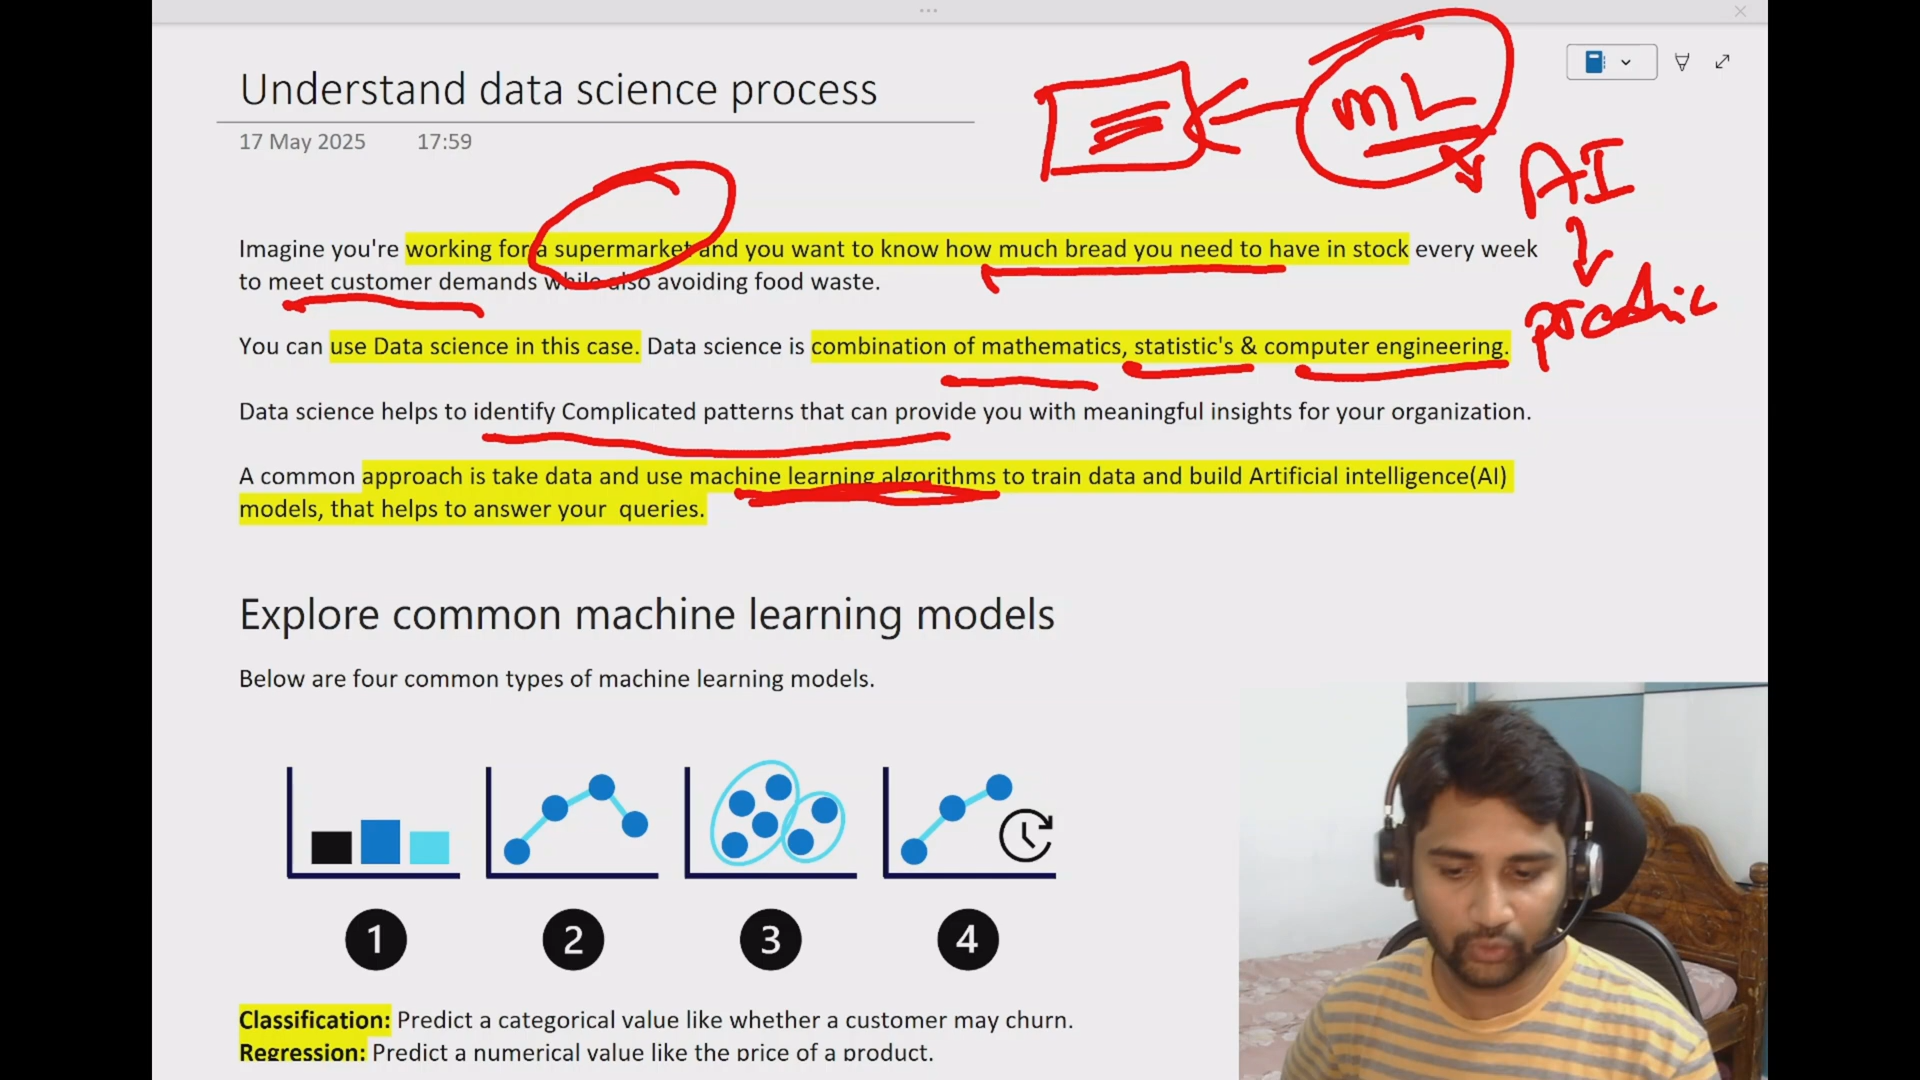 Understand data science process
17 May 2025 17:59
mL
AI
Imagine you're working for a supermarket and you want to know how much bread you need to have in stock every week
to meet customer demands while also avoiding food waste.
You can use Data science in this case. Data science is combination of mathematics, statistic's & computer engineering.
Data science helps to identify Complicated patterns that can provide you with meaningful insights for your organization.
A common approach is take data and use machine learning algorithms to train data and build Artificial intelligence(AI)
models, that helps to answer your queries.
Explore common machine learning models
Below are four common types of machine learning models.
1 2 3 4
Classification: Predict a categorical value like whether a customer may churn.
Regression: Predict a numerical value like the price of a product.